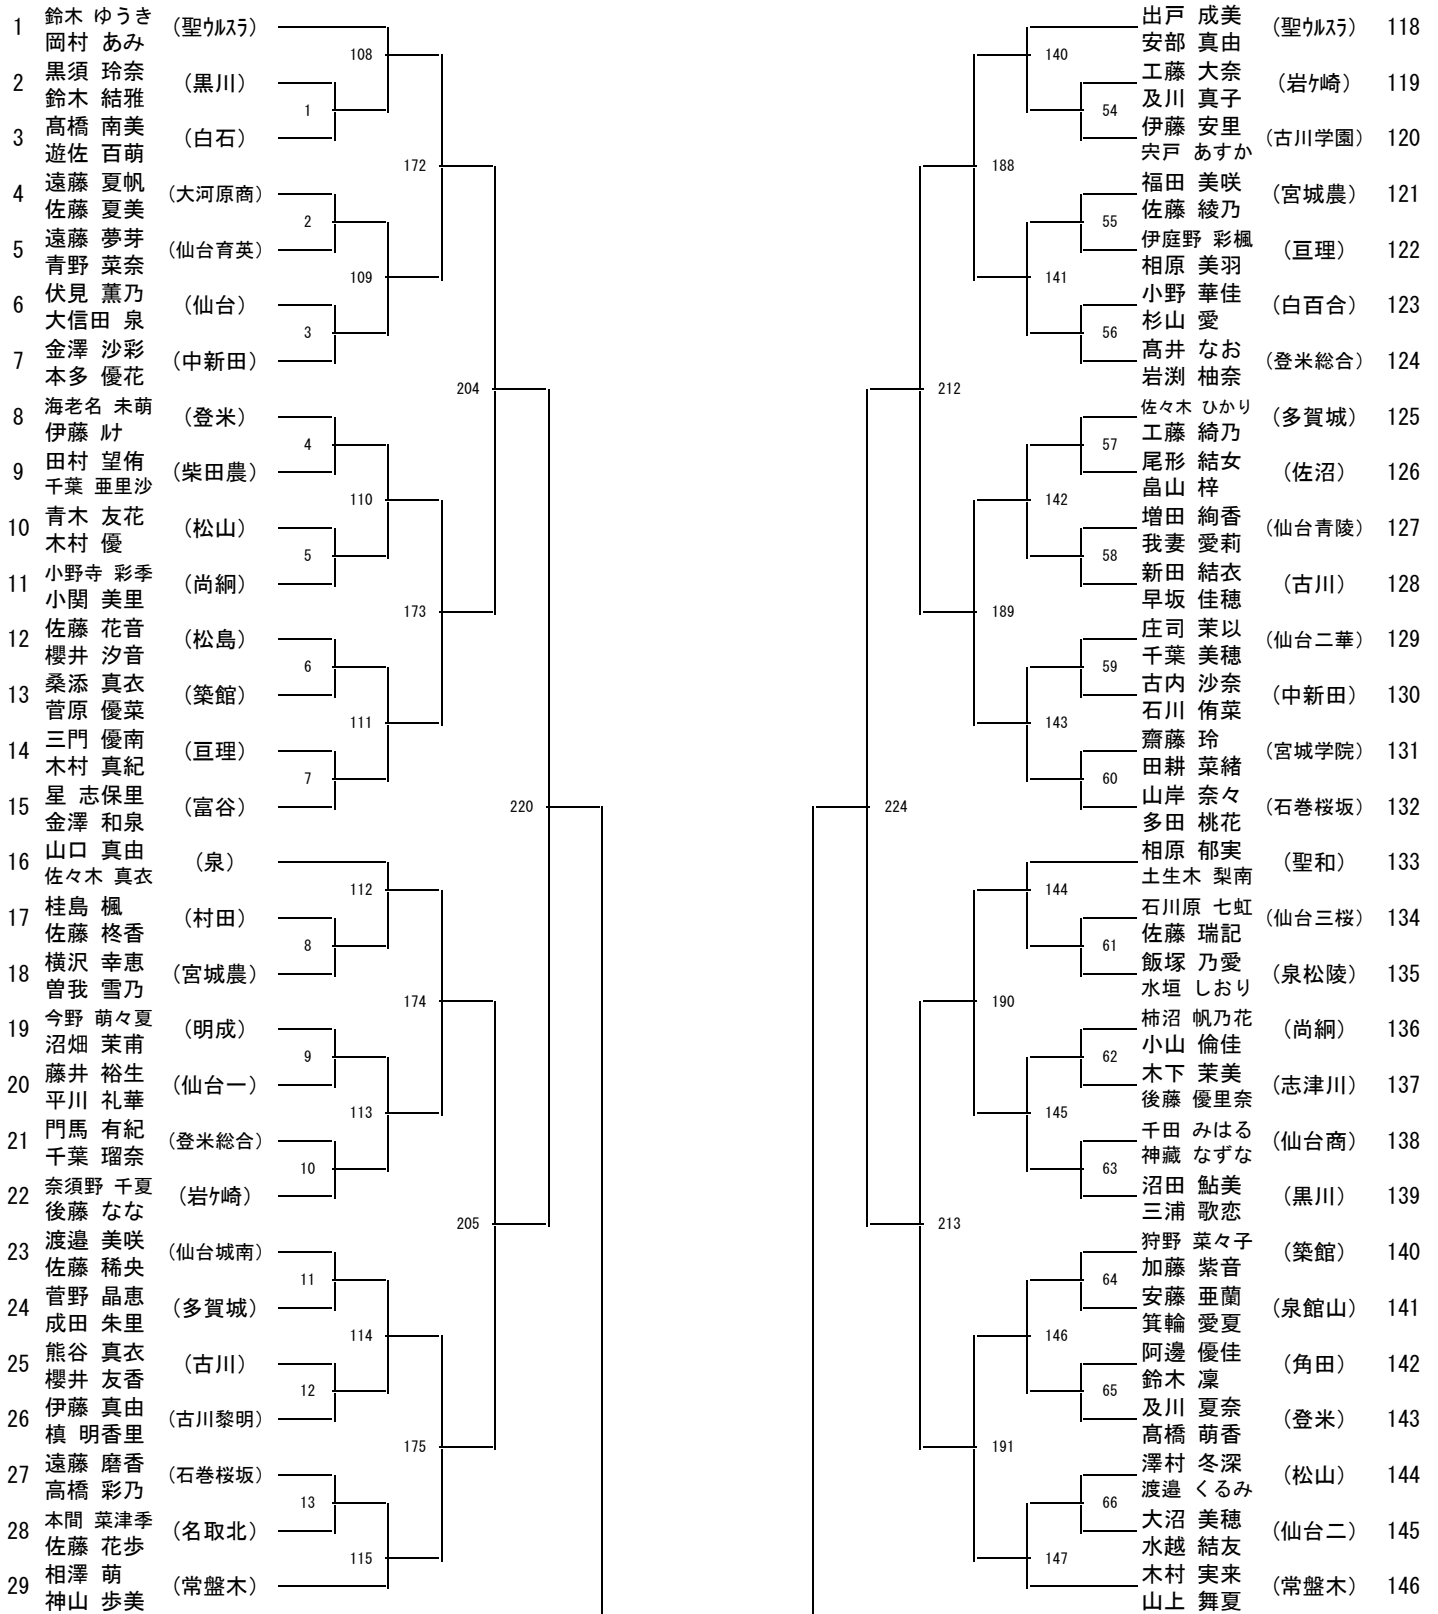 1 鈴木 ゆうき (聖ウルスラ)
岡村 あみ
108
2 黒須 玲奈 (黒川)
鈴木 結雅
1
3 髙橋 南美 (白石)
遊佐 百萌
172
4 遠藤 夏帆 (大河原商)
佐藤 夏美
2
5 遠藤 夢芽 (仙台育英)
青野 菜奈
109
6 伏見 薫乃 (仙台)
大信田 泉
3
7 金澤 沙彩 (中新田)
本多 優花
204
8 海老名 未萌 (登米)
伊藤 ルナ
4
9 田村 望侑 (柴田農)
千葉 亜里沙
110
10 青木 友花 (松山)
木村 優
5
11 小野寺 彩季 (尚絅)
小関 美里
173
12 佐藤 花音 (松島)
櫻井 汐音
6
13 桑添 真衣 (築館)
菅原 優菜
111
14 三門 優南 (亘理)
木村 真紀
7
15 星 志保里 (富谷)
金澤 和泉
220
16 山口 真由 (泉)
佐々木 真衣
112
17 桂島 楓 (村田)
佐藤 柊香
8
18 横沢 幸恵 (宮城農)
曽我 雪乃
174
19 今野 萌々夏 (明成)
沼畑 茉甫
9
20 藤井 裕生 (仙台一)
平川 礼華
113
21 門馬 有紀 (登米総合)
千葉 瑠奈
10
22 奈須野 千夏 (岩ケ崎)
後藤 なな
205
23 渡邉 美咲 (仙台城南)
佐藤 稀央
11
24 菅野 晶恵 (多賀城)
成田 朱里
114
25 熊谷 真衣 (古川)
櫻井 友香
12
26 伊藤 真由 (古川黎明)
槙 明香里
175
27 遠藤 磨香 (石巻桜坂)
高橋 彩乃
13
28 本間 菜津季 (名取北)
佐藤 花歩
115
29 相澤 萌 (常盤木)
神山 歩美
出戸 成美 (聖ウルスラ) 118
安部 真由
140
工藤 大奈 (岩ケ崎) 119
及川 真子
54
伊藤 安里 (古川学園) 120
宍戸 あすか
188
福田 美咲 (宮城農) 121
佐藤 綾乃
55
伊庭野 彩楓 (亘理) 122
相原 美羽
141
小野 華佳 (白百合) 123
杉山 愛
56
髙井 なお (登米総合) 124
岩渕 柚奈
212
佐々木 ひかり (多賀城) 125
工藤 綺乃
57
尾形 結女 (佐沼) 126
畠山 梓
142
増田 絢香 (仙台青陵) 127
我妻 愛莉
58
新田 結衣 (古川) 128
早坂 佳穂
189
庄司 茉以 (仙台二華) 129
千葉 美穂
59
古内 沙奈 (中新田) 130
石川 侑菜
143
齋藤 玲 (宮城学院) 131
田耕 菜緒
60
山岸 奈々 (石巻桜坂) 132
多田 桃花
224
相原 郁実 (聖和) 133
土生木 梨南
144
石川原 七虹 (仙台三桜) 134
佐藤 瑞記
61
飯塚 乃愛 (泉松陵) 135
水垣 しおり
190
柿沼 帆乃花 (尚絅) 136
小山 倫佳
62
木下 茉美 (志津川) 137
後藤 優里奈
145
千田 みはる (仙台商) 138
神藏 なずな
63
沼田 鮎美 (黒川) 139
三浦 歌恋
213
狩野 菜々子 (築館) 140
加藤 紫音
64
安藤 亜蘭 (泉館山) 141
箕輪 愛夏
146
阿邊 優佳 (角田) 142
鈴木 凜
65
及川 夏奈 (登米) 143
髙橋 萌香
191
澤村 冬深 (松山) 144
渡邉 くるみ
66
大沼 美穂 (仙台二) 145
水越 結友
147
木村 実来 (常盤木) 146
山上 舞夏